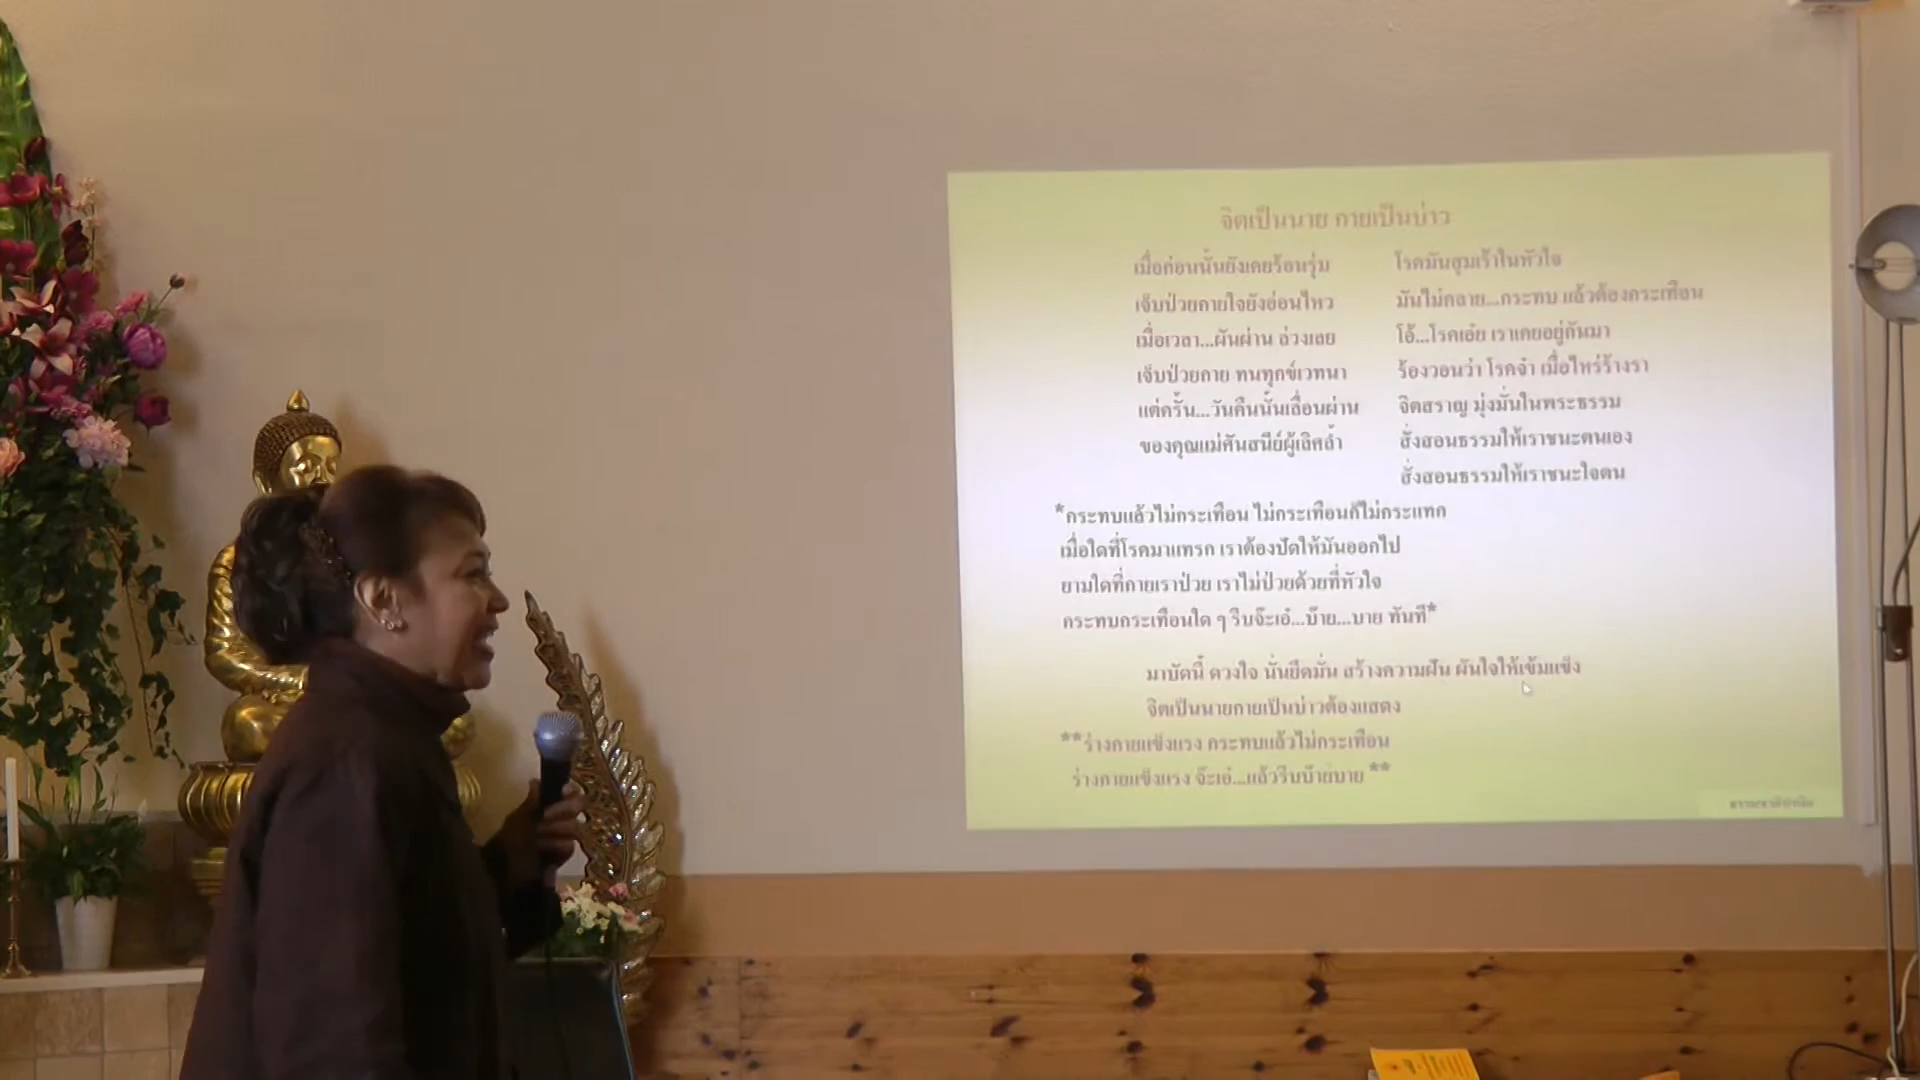 จิตเป็นนาย กายเป็นบ่าว
เมื่อก่อนนั้นยังเคยร้อนรุ่ม โรคมันสุมเร้าในหัวใจ
เจ็บป่วยกายใจยังอ่อนไหว มันไม่คลาย...กระทบ แล้วต้องกระเทือน
เมื่อเวลา...ผันผ่าน ล่วงเลย โอ้...โรคเอ๋ย เราเคยอยู่กันมา
เจ็บป่วยกาย ทนทุกข์เวทนา ร้องวอนว่า โรคจ๋า เมื่อไหร่ร้างรา
แต่ครั้น...วันคืนนั้นเลื่อนผ่าน จิตสราญ มุ่งมั่นในพระธรรม
ของคุณแม่ศันสนีย์ผู้เลิศล้ำ สั่งสอนธรรมให้เราชนะตนเอง
สั่งสอนธรรมให้เราชนะใจตน
*กระทบแล้วไม่กระเทือน ไม่กระเทือนก็ไม่กระแทก
เมื่อใดที่โรคมาแทรก เราต้องปัดให้มันออกไป
ยามใดที่กายเราป่วย เราไม่ป่วยด้วยที่หัวใจ
กระทบกระเทือนใด ๆ รีบจ๊ะเอ๋...บ๊าย...บาย ทันที*
มาบัดนี้ ดวงใจ นั่นยึดมั่น สร้างความฝัน ผันใจให้เข้มแข็ง
จิตเป็นนายกายเป็นบ่าวต้องแสดง
**ร่างกายแข็งแรง กระทบแล้วไม่กระเทือน
ร่างกายแข็งแรง จ๊ะเอ๋...แล้วรีบบ๊ายบาย **